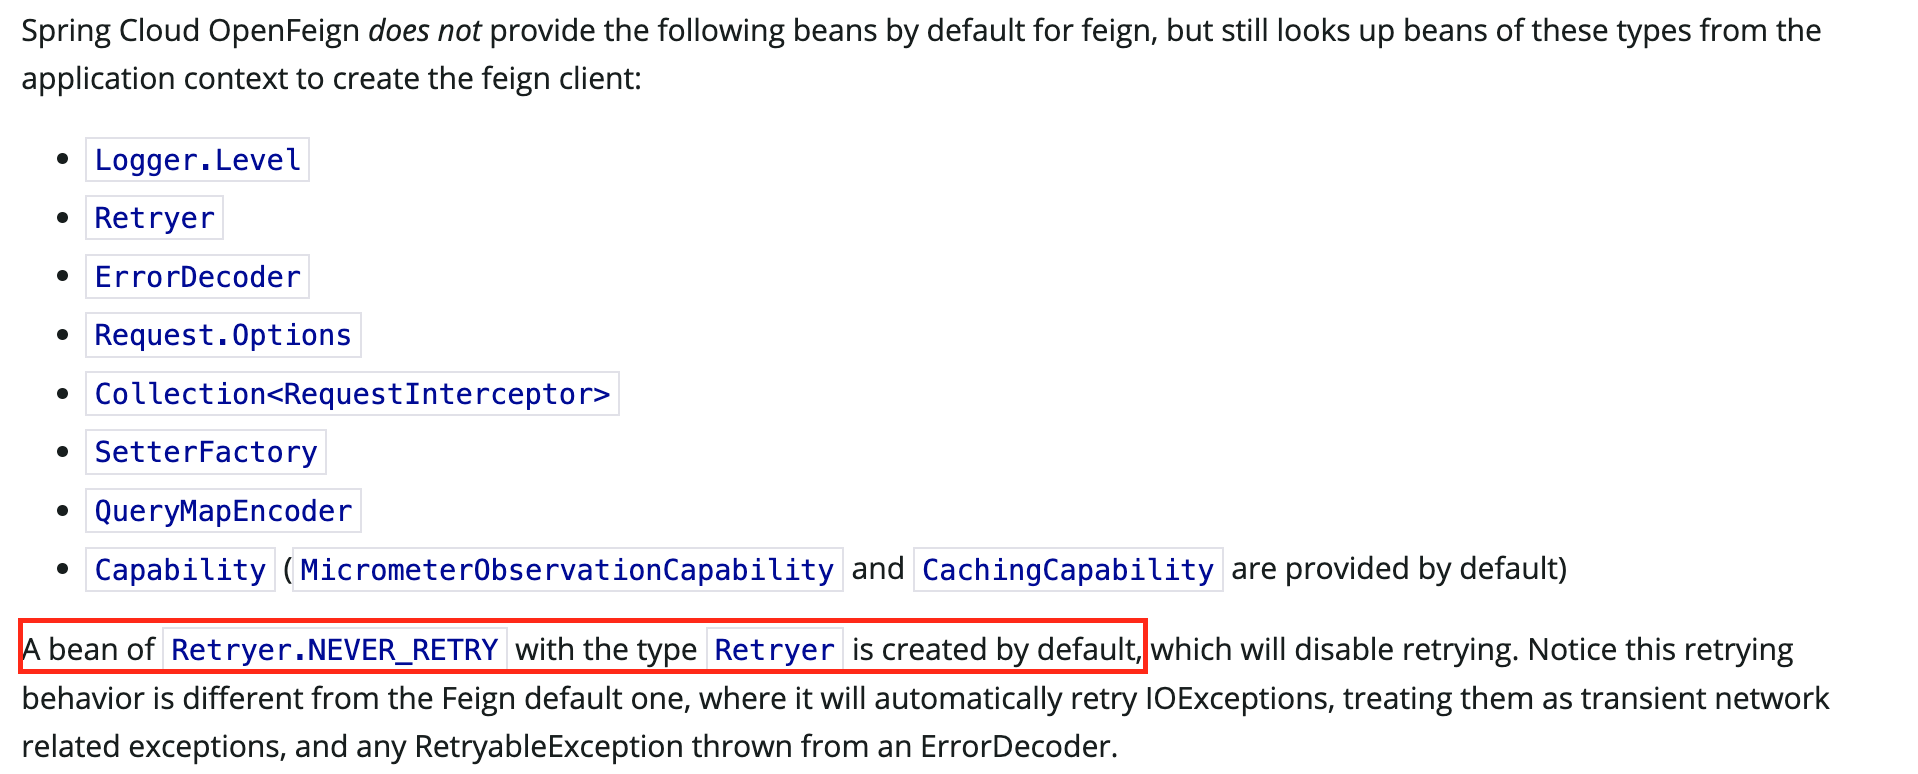 Spring Cloud OpenFeign does not provide the following beans by default for feign, but still looks up beans of these types from the
application context to create the feign client:
Logger.Level
Retryer
ErrorDecoder
Request.Options
Collection<RequestInterceptor>
SetterFactory
QueryMapEncoder
Capability (MicrometerObservationCapability and CachingCapability are provided by default)
A bean of Retryer.NEVER_RETRY with the type Retryer is created by default, which will disable retrying. Notice this retrying
behavior is different from the Feign default one, where it will automatically retry IOExceptions, treating them as transient network
related exceptions, and any RetryableException thrown from an ErrorDecoder.